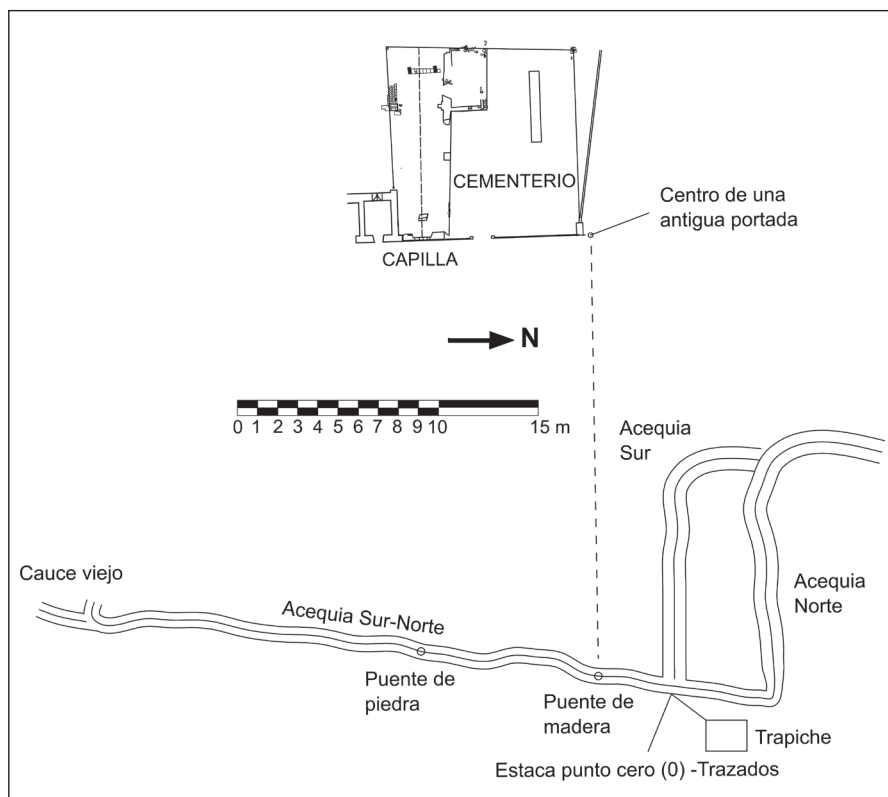 CEMENTERIO
Centro de una
antigua portada
CAPILLA
N
0 1 2 3 4 5 6 7 8 9 10 15 m
Acequia
Sur
Cauce viejo
Acequia Sur-Norte
Acequia
Norte
Puente de
piedra
Puente de
madera
Trapiche
Estaca punto cero (0) -Trazados